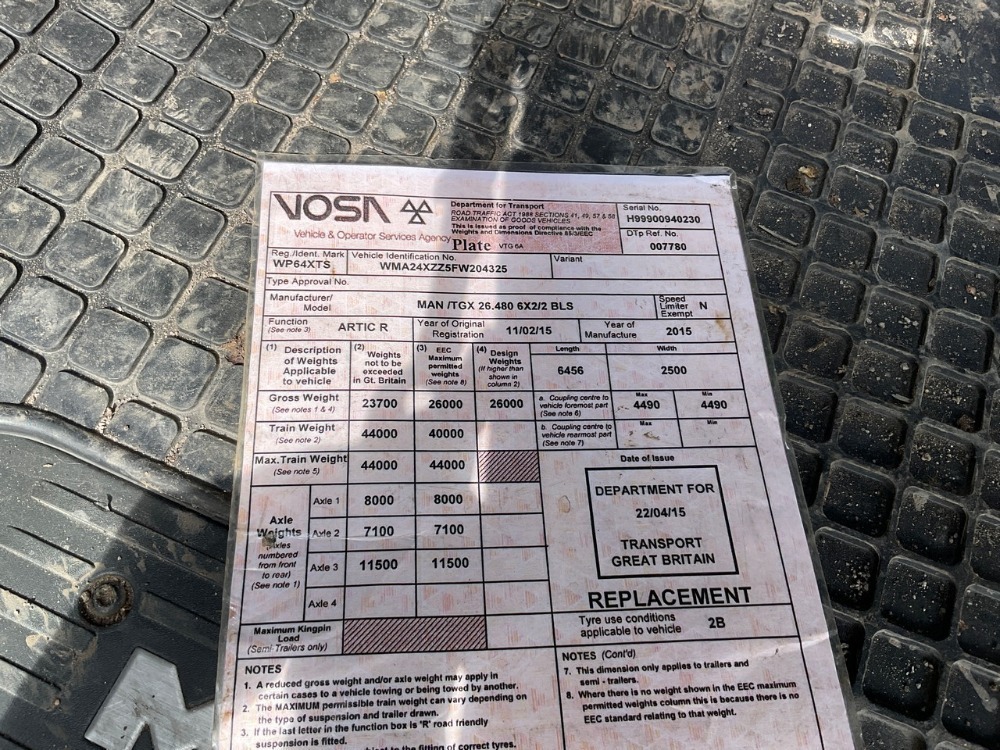 VOSA
Vehicle & Operator Services Agency
Department for Transport
ROAD TRAFFIC ACT 1988 SECTIONS 41, 49, 57 & 58
EXAMINATION OF GOODS VEHICLES
This is issued as proof of compliance with the
Weights and Dimensions Directive
Plate VTG 6A
Serial No.
H99900940230
DTp Ref. No.
007780
Reg./Ident. Mark
WP64XTS
Vehicle Identification No.
WMA24XZZ5FW204325
Variant
Type Approval No.
Manufacturer/
Model
MAN /TGX 26.480 6X2/2 BLS
Speed
Limiter N
Exempt
Function
(See note 3)
ARTIC R
Year of Original
Registration
11/02/15
Year of
Manufacture
2015
(1) Description
of Weights
Applicable
to vehicle
(2) Weights
not to be
exceeded
in Gt. Britain
(3) EEC
Maximum
permitted
weights
(See note 8)
(4) Design
Weights
(If higher than
shown in
column 2)
Length
6456
Width
2500
Gross Weight
(See notes 1 & 4)
23700 26000 26000
a. Coupling centre to
vehicle foremost part
(See note 6)
Max
4490
Min
4490
Train Weight
(See note 2)
44000 40000
b. Coupling centre to
vehicle rearmost part
(See note 7)
Max
Min
Max.Train Weight
(See note 5)
44000 44000
Axle
Weights
(Axles
numbered
from front
to rear)
(See note 1)
Axle 1 8000 8000
Axle 2 7100 7100
Axle 3 11500 11500
Axle 4
Maximum Kingpin
Load
(Semi-Trailers only)
Date of Issue
DEPARTMENT FOR
22/04/15
TRANSPORT
GREAT BRITAIN
REPLACEMENT
Tyre use conditions
applicable to vehicle 2B
NOTES
1. A reduced gross weight and/or axle weight may apply in
certain cases to a vehicle towing or being towed by another.
2. The MAXIMUM permissible train weight can vary depending on
the type of suspension and trailer drawn.
3. If the last letter in the function box is 'R' road friendly
suspension is fitted.
to the fitting of correct tyres.
NOTES (Cont'd)
7. This dimension only applies to trailers and
semi - trailers.
8. Where there is no weight shown in the EEC maximum
permitted weights column this is because there is no
EEC standard relating to that weight.